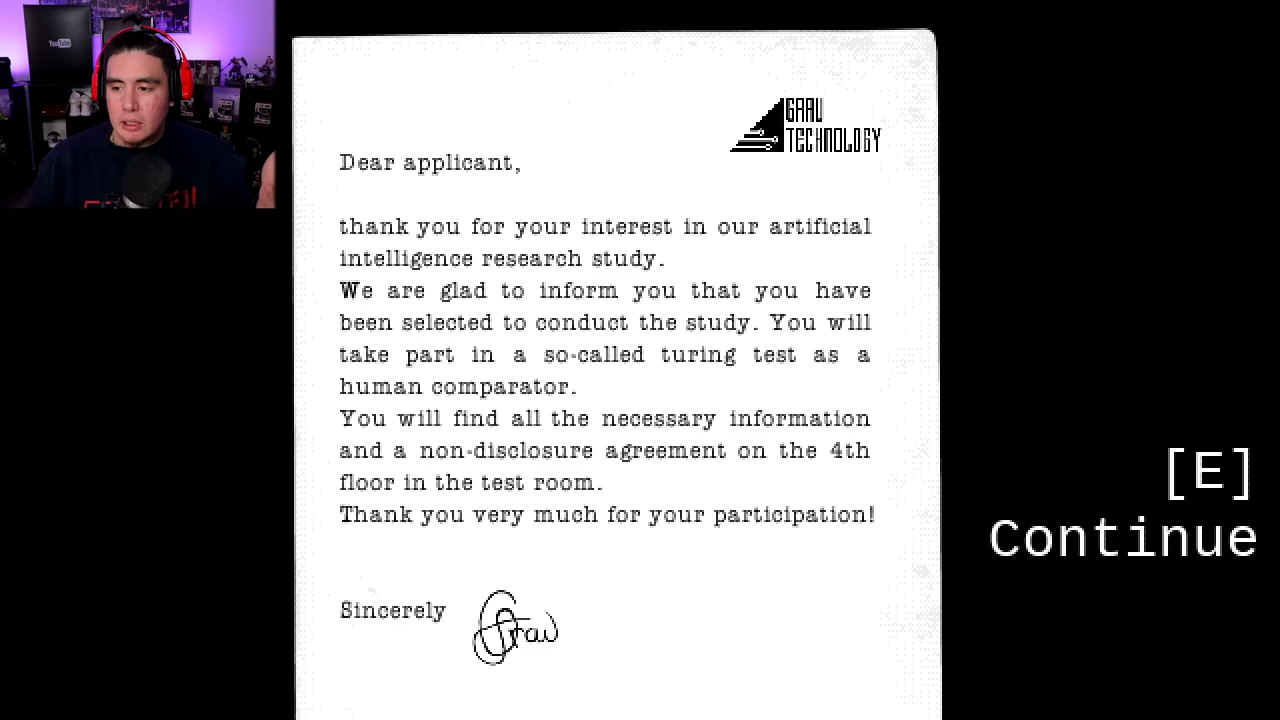 YouTube
GRAU
TECHNOLOGY
Dear applicant,
thank you for your interest in our artificial
intelligence research study.
We are glad to inform you that you have
been selected to conduct the study. You will
take part in a so-called turing test as a
human comparator.
You will find all the necessary information
and a non-disclosure agreement on the 4th
floor in the test room.
Thank you very much for your participation!
Sincerely
Grau
[E]
Continue